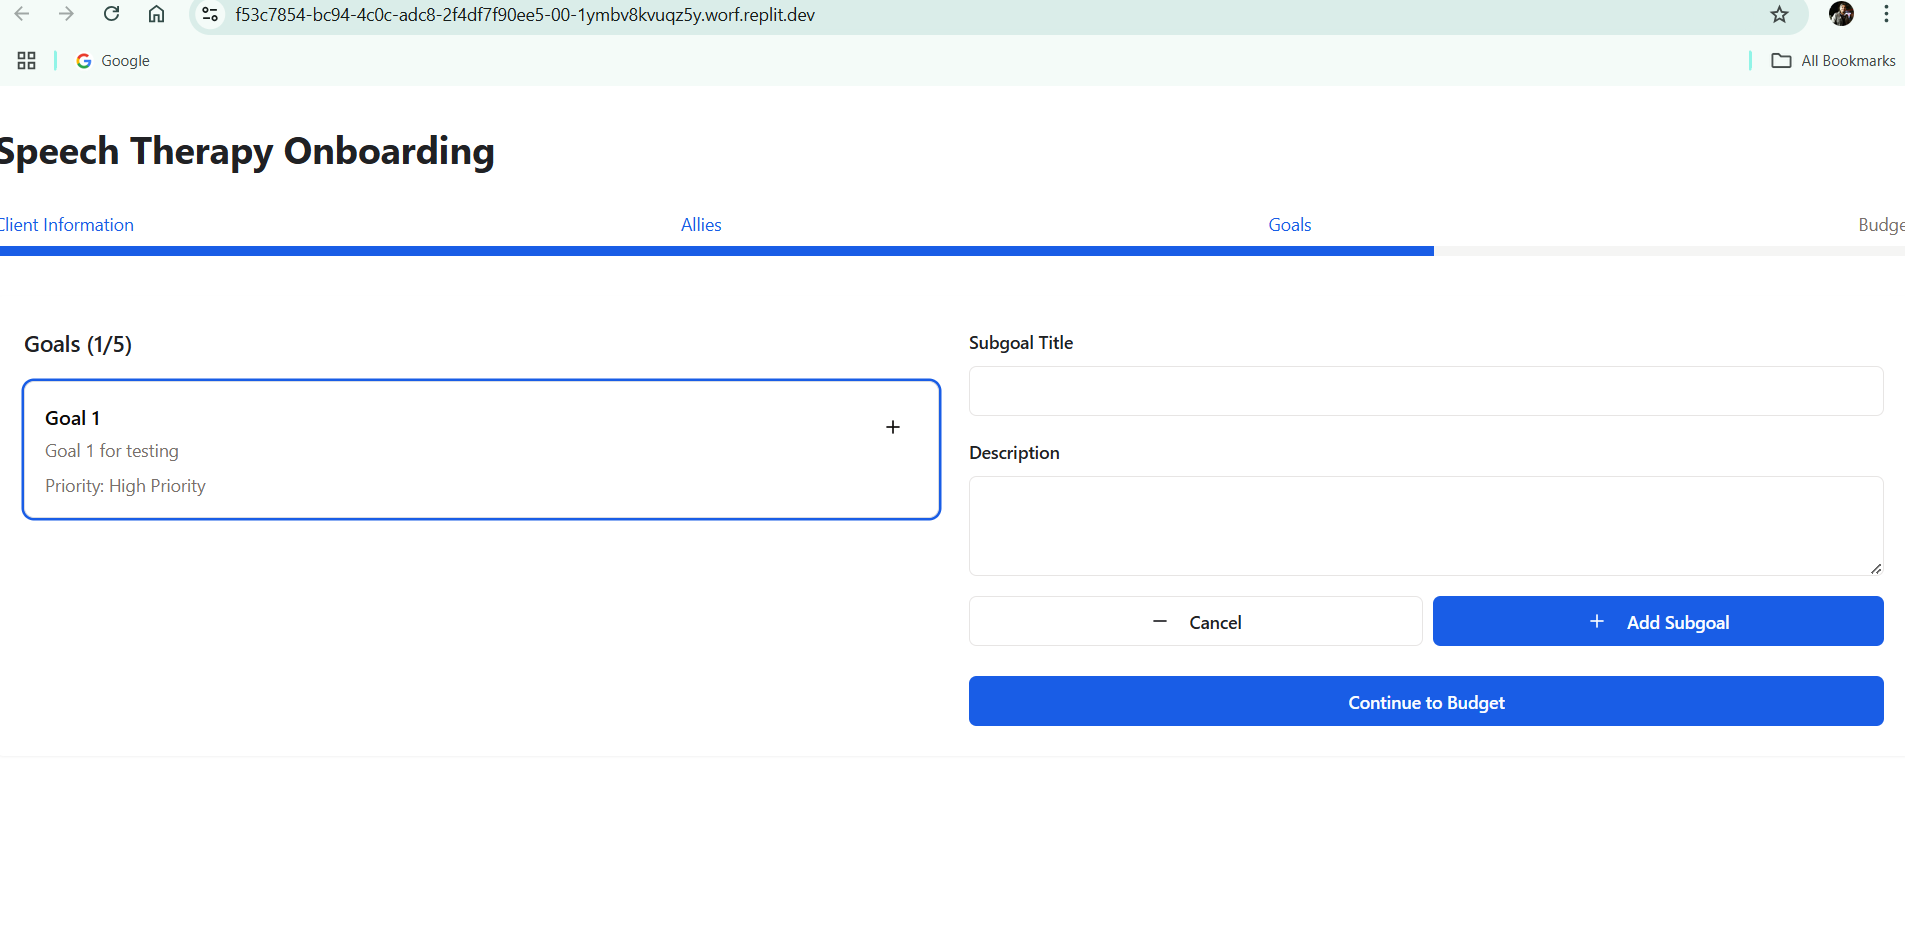 f53c7854-bc94-4c0c-adc8-2f4df7f90ee5-00-1ymbv8kvuqz5y.worf.replit.dev
Google
All Bookmarks
Speech Therapy Onboarding
Client Information
Allies
Goals
Budge
Goals (1/5)
Goal 1
Goal 1 for testing
Priority: High Priority
Subgoal Title
Description
Cancel
Add Subgoal
Continue to Budget